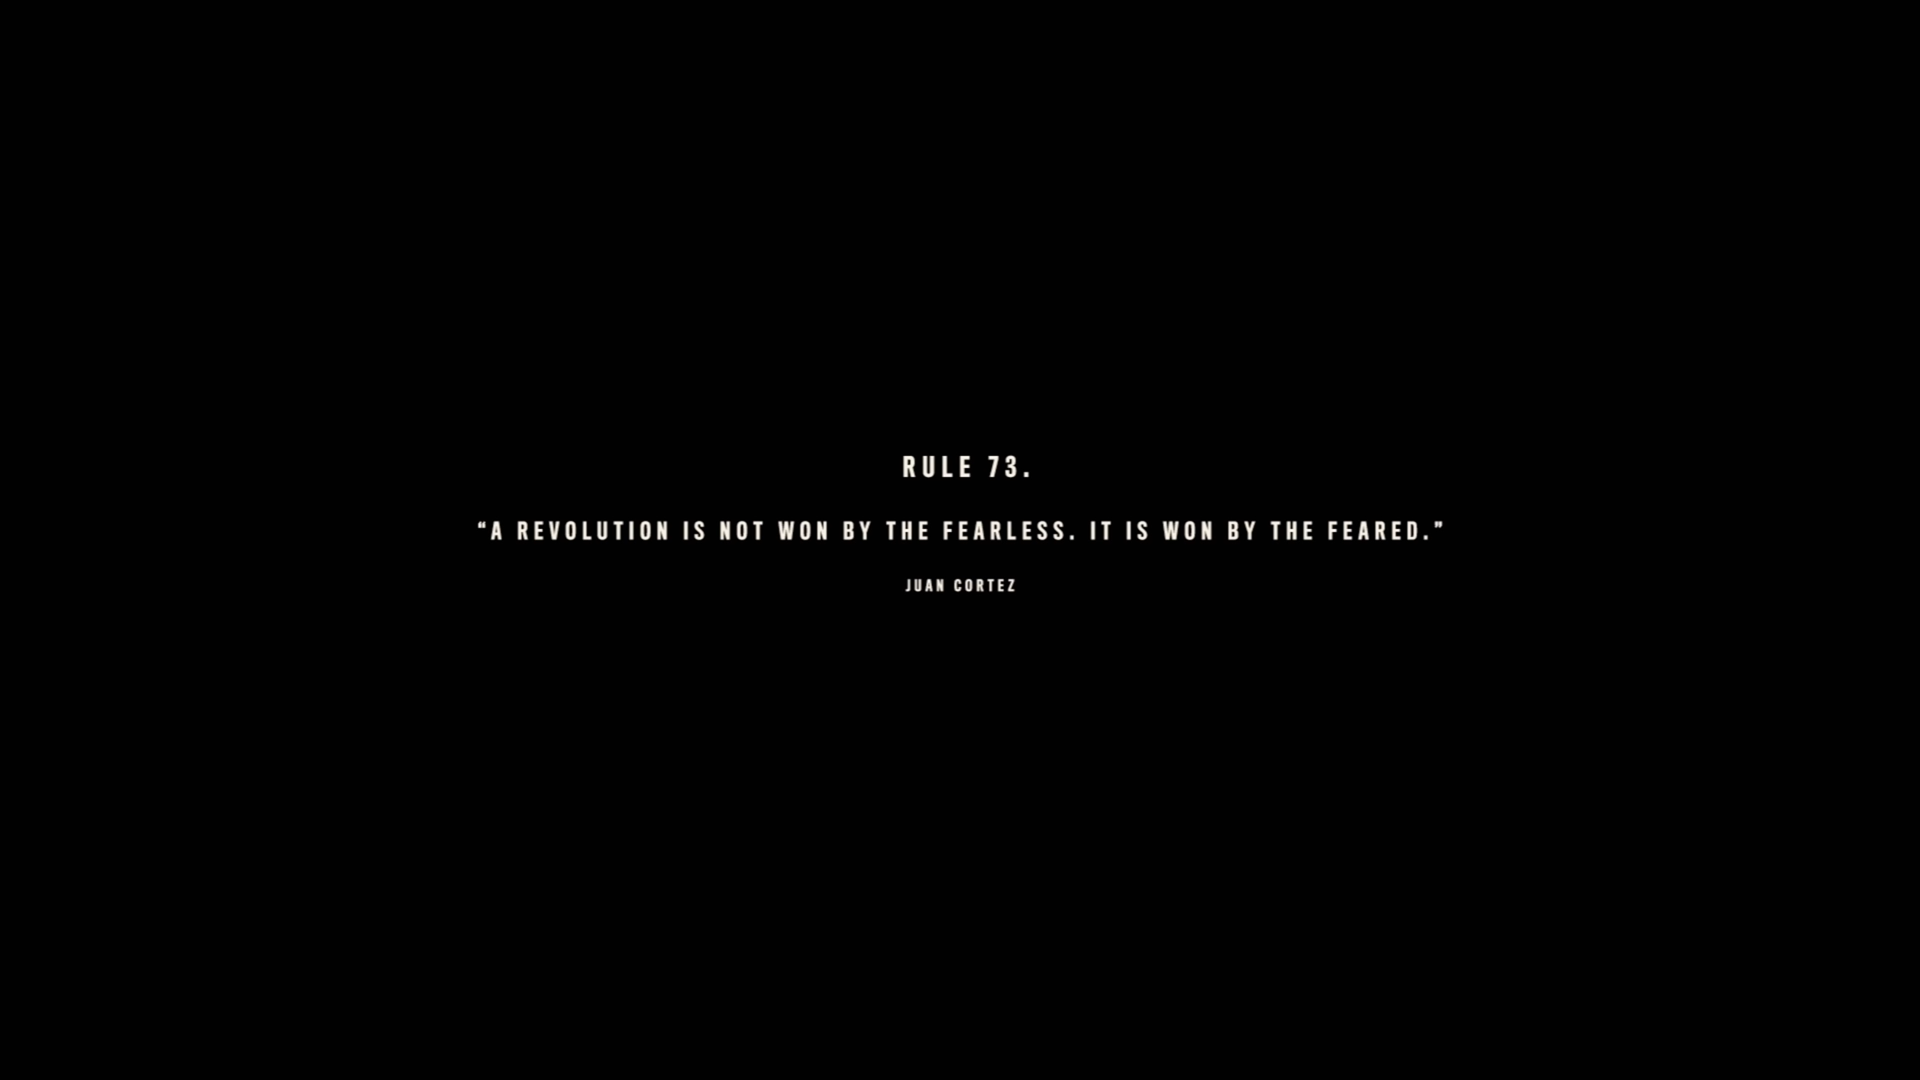 RULE 73.
“A REVOLUTION IS NOT WON BY THE FEARLESS. IT IS WON BY THE FEARED.”
JUAN CORTEZ